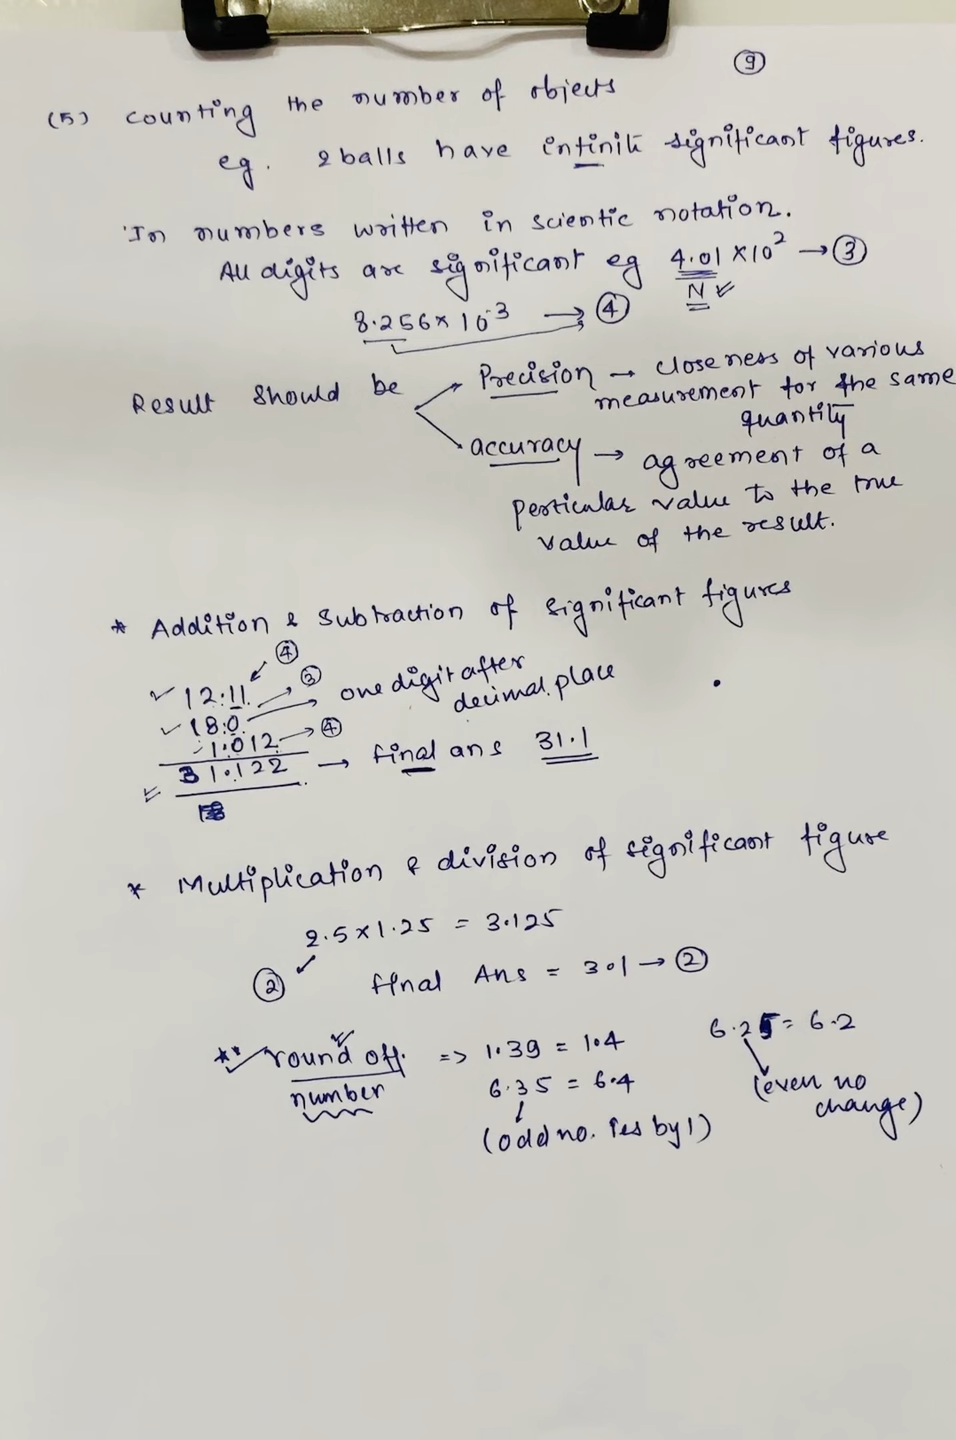 9
(5) counting the number of objects
eg. 2 balls have infinite significant figures.
In numbers written in scientic notation.
All digits are significant eg 4.01 × 10² → 3
N
8.256 × 10⁻³ → 4
Result should be
Precision → closeness of various
measurement for the same
quantity
accuracy → agreement of a
perticular value to the true
value of the result.
* Addition & Subtraction of significant figures
4
12.11
3
18.0 → one digit after
decimal place
1.012 → 4
31.122 → final ans 31.1
* Multiplication & division of significant figure
2.5 × 1.25 = 3.125
2
final Ans = 3.1 → 2
** round off. => 1.39 = 1.4
number
6.35 = 6.4
(odd no. ↑es by 1)
6.25 = 6.2
(even no
change)